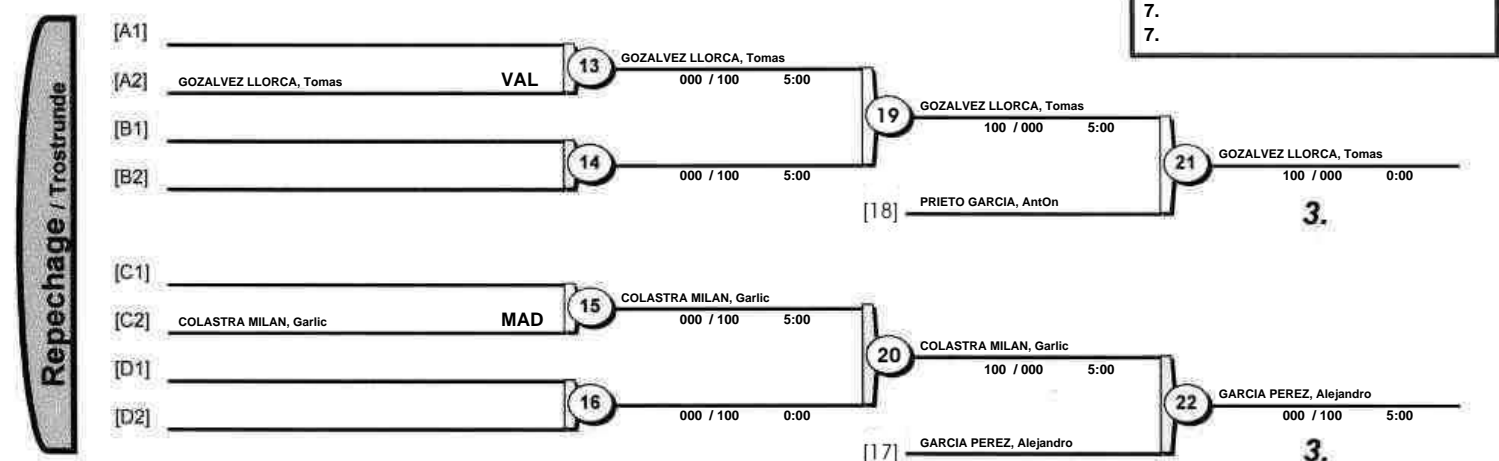 7.
7.
Repechage / Trostrunde
[A1]
[A2] GOZALVEZ LLORCA, Tomas VAL
13 GOZALVEZ LLORCA, Tomas
000 / 100 5:00
[B1]
[B2]
14
000 / 100 5:00
19 GOZALVEZ LLORCA, Tomas
100 / 000 5:00
[18] PRIETO GARCIA, AntOn
21 GOZALVEZ LLORCA, Tomas
100 / 000 0:00
3.
[C1]
[C2] COLASTRA MILAN, Garlic MAD
15 COLASTRA MILAN, Garlic
000 / 100 5:00
[D1]
[D2]
16
000 / 100 0:00
20 COLASTRA MILAN, Garlic
100 / 000 5:00
[17] GARCIA PEREZ, Alejandro
22 GARCIA PEREZ, Alejandro
000 / 100 5:00
3.